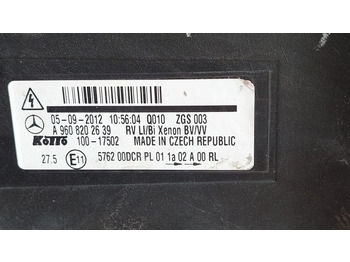 05-09-2012 10:56:04 Q010 ZGS 003
A 960 820 26 39 RV LI/Bi Xenon BV/VV
100-17502 MADE IN CZECH REPUBLIC
27.5 E11 5762 00DCR PL 01 1a 02 A 00 RL